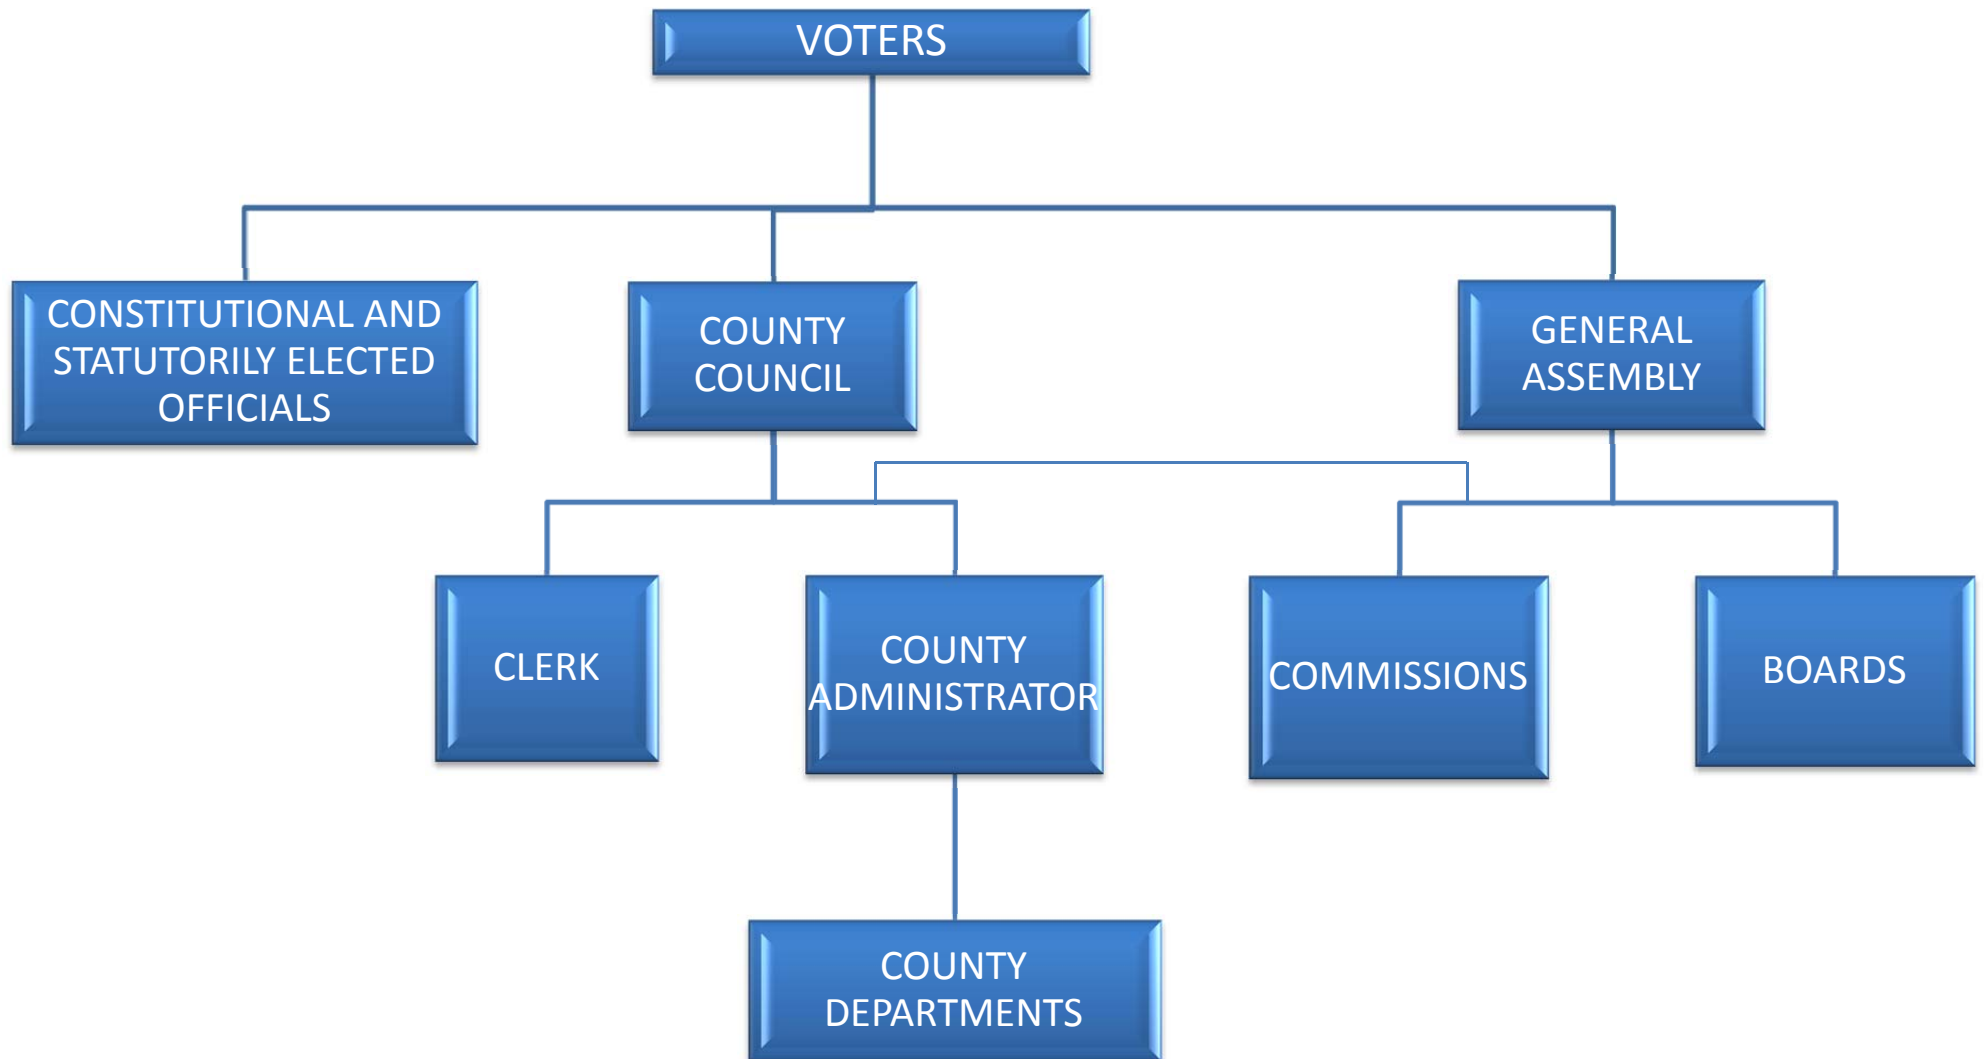 VOTERS
CONSTITUTIONAL AND
STATUTORILY ELECTED
OFFICIALS
COUNTY
COUNCIL
GENERAL
ASSEMBLY
CLERK
COUNTY
ADMINISTRATOR
COMMISSIONS
BOARDS
COUNTY
DEPARTMENTS